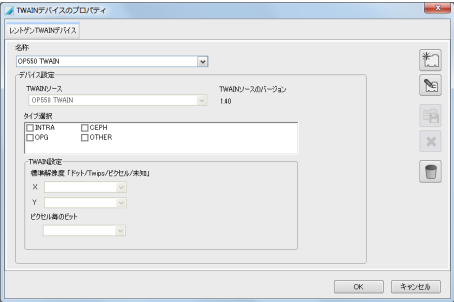 TWAINデバイスのプロパティ
レントゲンTWAINデバイス
名称
OP550 TWAIN
デバイス設定
TWAINソース
TWAINソースのバージョン
OP550 TWAIN
1.40
タイプ選択
INTRA CEPH
OPG OTHER
TWAIN設定
標準解像度「ドット/Twips/ピクセル/未知」
X
Y
ピクセル毎のビット
OK キャンセル